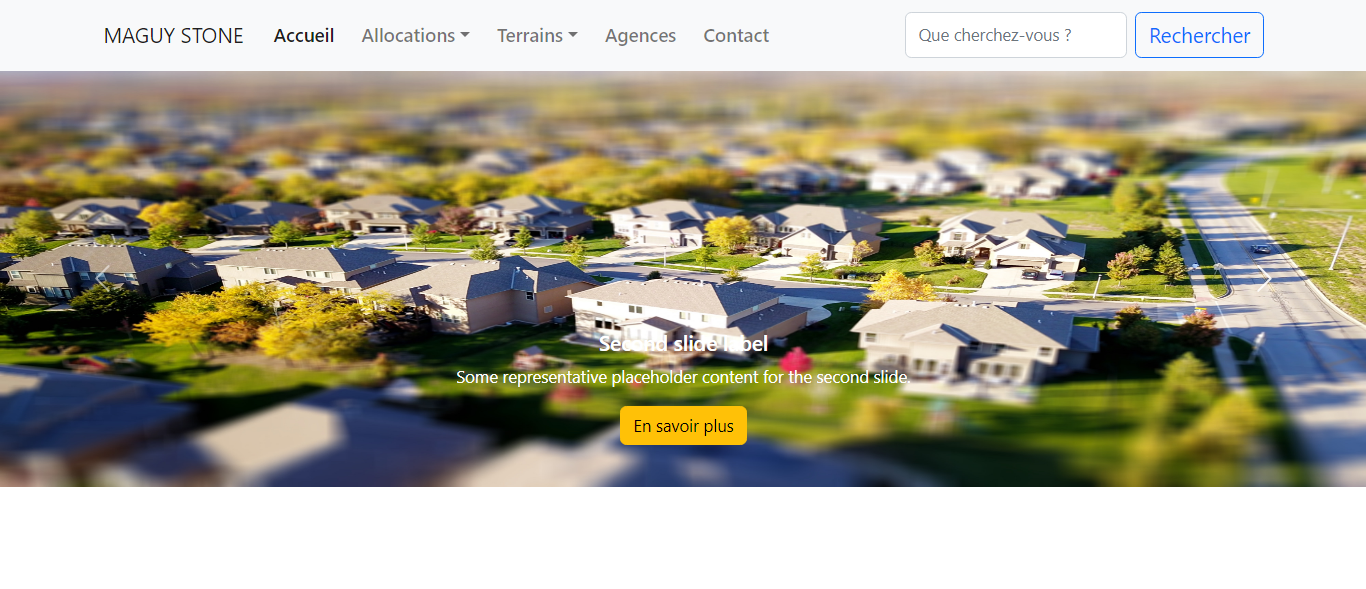 MAGUY STONE Accueil Allocations Terrains Agences Contact Que cherchez-vous ? Rechercher
Second slide label
Some representative placeholder content for the second slide.
En savoir plus